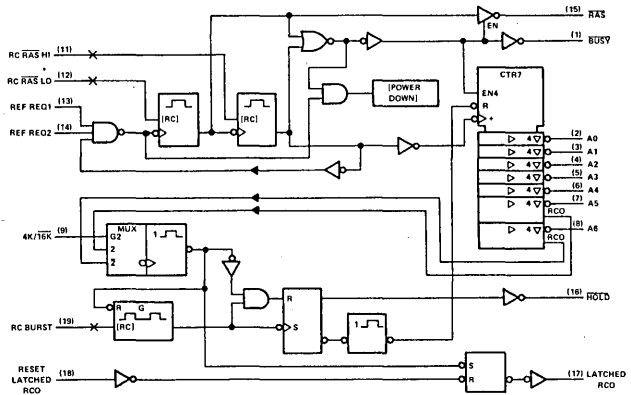 (15) RAS
(1) BUSY
RC RAS HI (11)
RC RAS LO (12)
REF REQ1 (13)
REF REQ2 (14)
[RC]
[RC]
[POWER
DOWN]
EN
CTR7
EN4
R
+
4 (2) A0
4 (3) A1
4 (4) A2
4 (5) A3
4 (6) A4
4 (7) A5
RCO
4 (8) A6
RCO
4K/16K (9)
MUX
G2
2
2
1
R G
[RC]
RC BURST (19)
R
S
1
(16) HOLD
RESET
LATCHED
RCO
(18)
S
R
(17) LATCHED
RCO